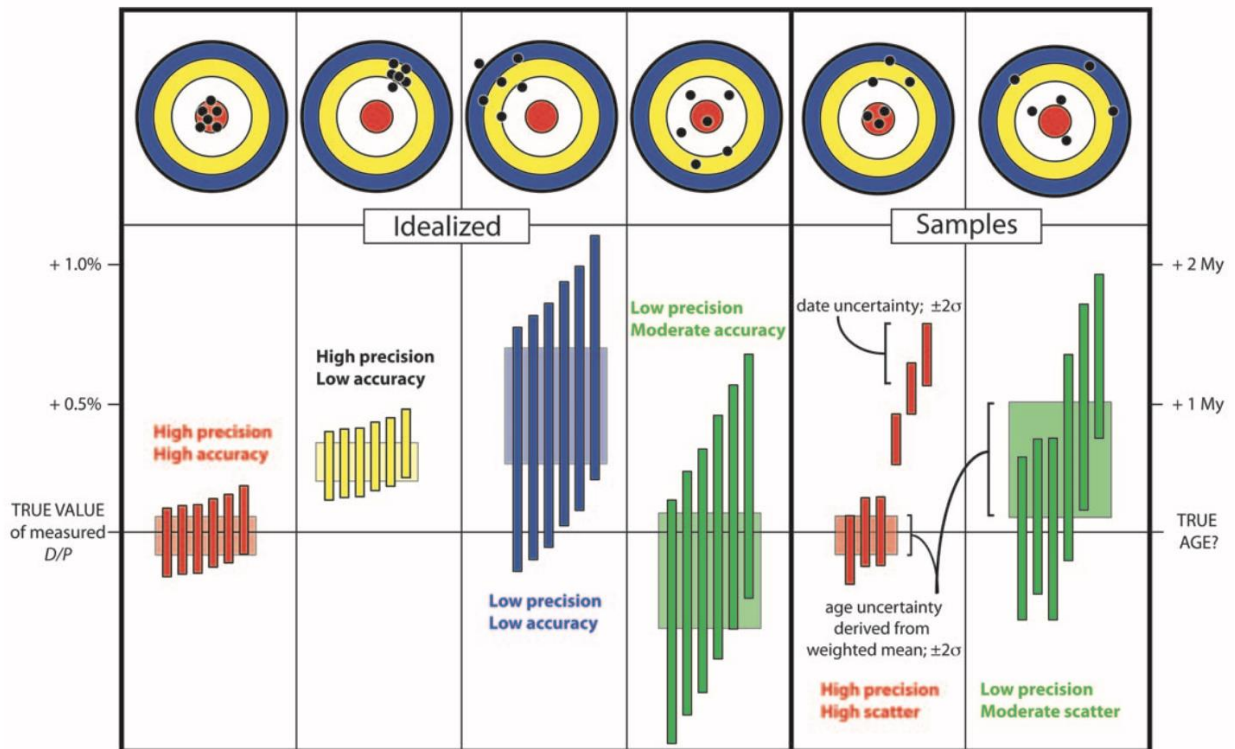 Idealized
Samples
+ 1.0%
+ 0.5%
TRUE VALUE
of measured
D/P
High precision
High accuracy
High precision
Low accuracy
Low precision
Low accuracy
Low precision
Moderate accuracy
date uncertainty; ±2σ
age uncertainty
derived from
weighted mean; ±2σ
High precision
High scatter
Low precision
Moderate scatter
+ 2 My
+ 1 My
TRUE
AGE?